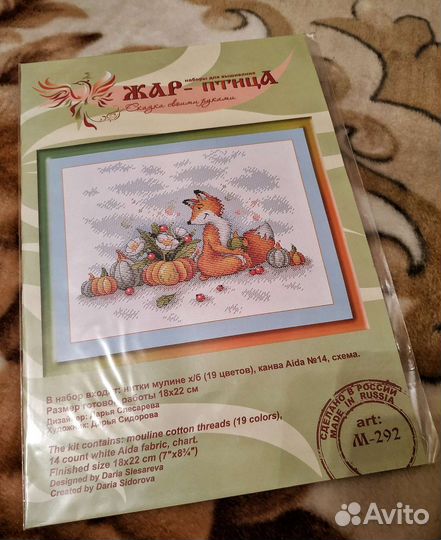 наборы для вышивания
ЖАР-ПТИЦА
Сказка своими руками
В набор входит: нитки мулине х/б (19 цветов), канва Aida №14, схема.
Размер готовой работы 18х22 см
Дизайнер: Дарья Слесарева
Художник: Дарья Сидорова
The kit contains: mouline cotton threads (19 colors),
14 count white Aida fabric, chart.
Finished size 18x22 cm (7"x8¾")
Designed by Daria Slesareva
Created by Daria Sidorova
СДЕЛАНО В РОССИИ
MADE IN RUSSIA
art:
М-292
Avito